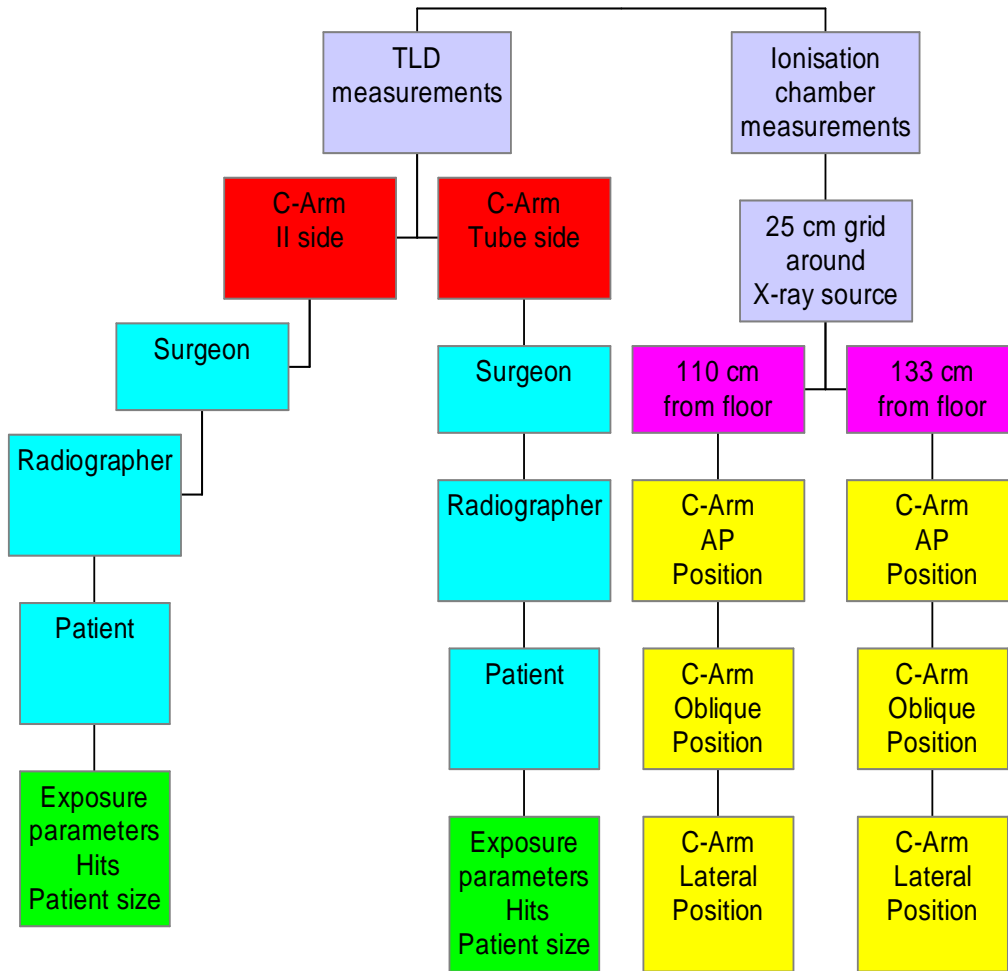 TLD
measurements
Ionisation
chamber
measurements
C-Arm
II side
C-Arm
Tube side
25 cm grid
around
X-ray source
Surgeon
Surgeon
110 cm
from floor
133 cm
from floor
Radiographer
Radiographer
C-Arm
AP
Position
C-Arm
AP
Position
Patient
Patient
C-Arm
Oblique
Position
C-Arm
Oblique
Position
Exposure
parameters
Hits
Patient size
Exposure
parameters
Hits
Patient size
C-Arm
Lateral
Position
C-Arm
Lateral
Position